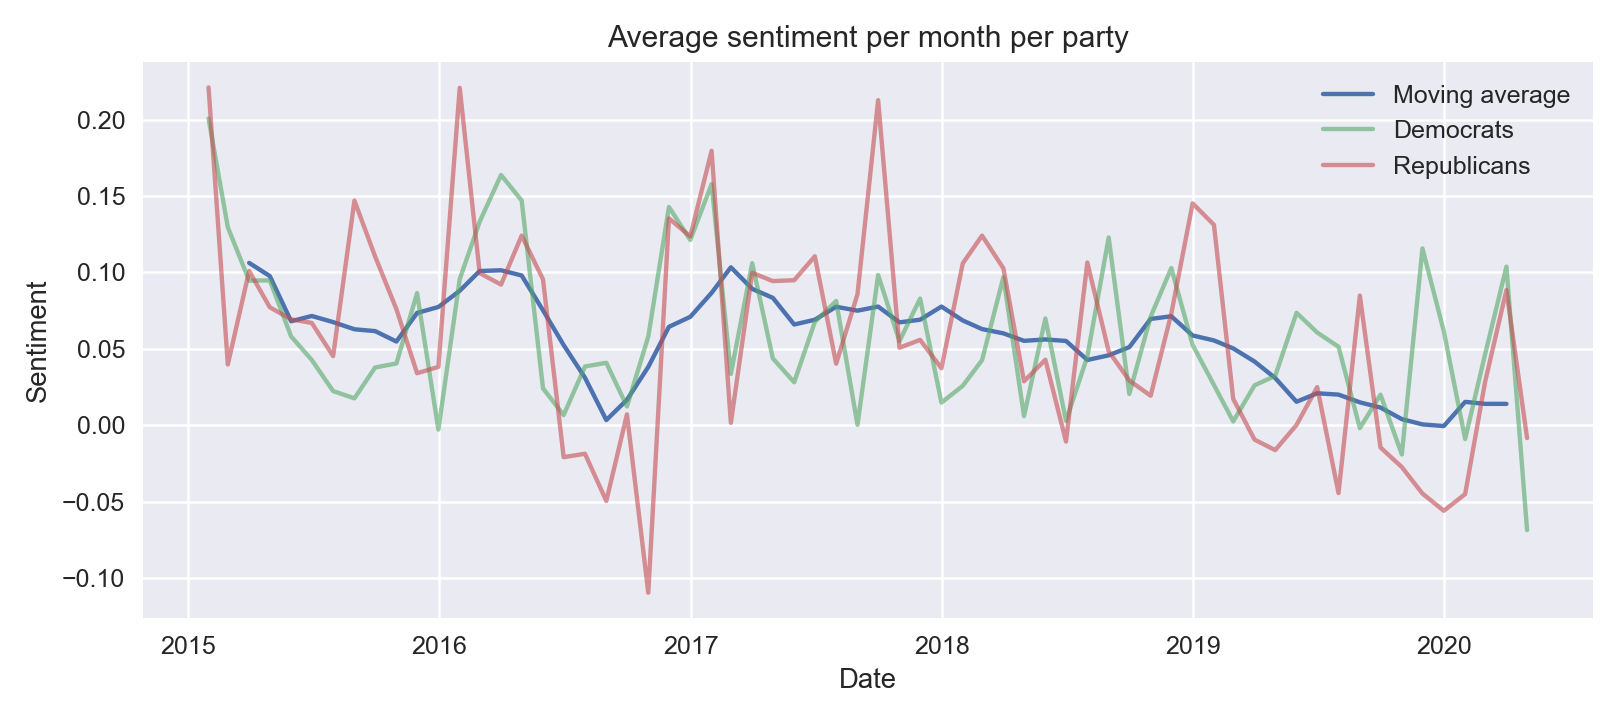 Average sentiment per month per party
Moving average
Democrats
Republicans
Sentiment
0.20
0.15
0.10
0.05
0.00
−0.05
−0.10
2015 2016 2017 2018 2019 2020
Date